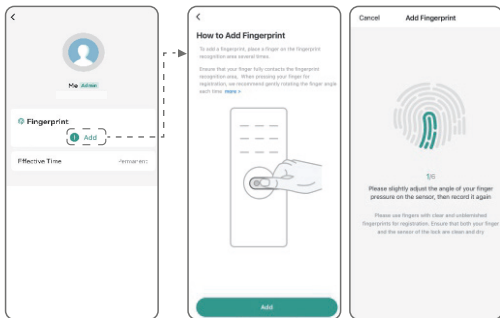 Me Admin
Fingerprint
Add
Effective Time Permanent
How to Add Fingerprint
To add a fingerprint, place a finger on the fingerprint
recognition area several times.
Ensure that your finger fully contacts the fingerprint
recognition area. When pressing your finger for
registration, we recommend gently rotating the finger angle
each time. more >
Add
Cancel Add Fingerprint
1/6
Please slightly adjust the angle of your finger
pressure on the sensor, then record it again
Please use fingers with clear and unblemished
fingerprints for registration. Ensure that both your finger
and the sensor of the lock are clean and dry